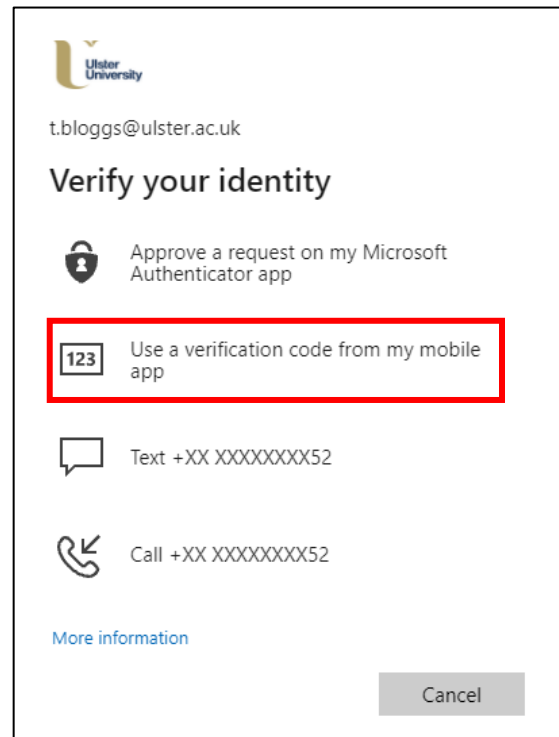 Ulster
University
t.bloggs@ulster.ac.uk
Verify your identity
Approve a request on my Microsoft
Authenticator app
123
Use a verification code from my mobile
app
Text +XX XXXXXXXX52
Call +XX XXXXXXXX52
More information
Cancel